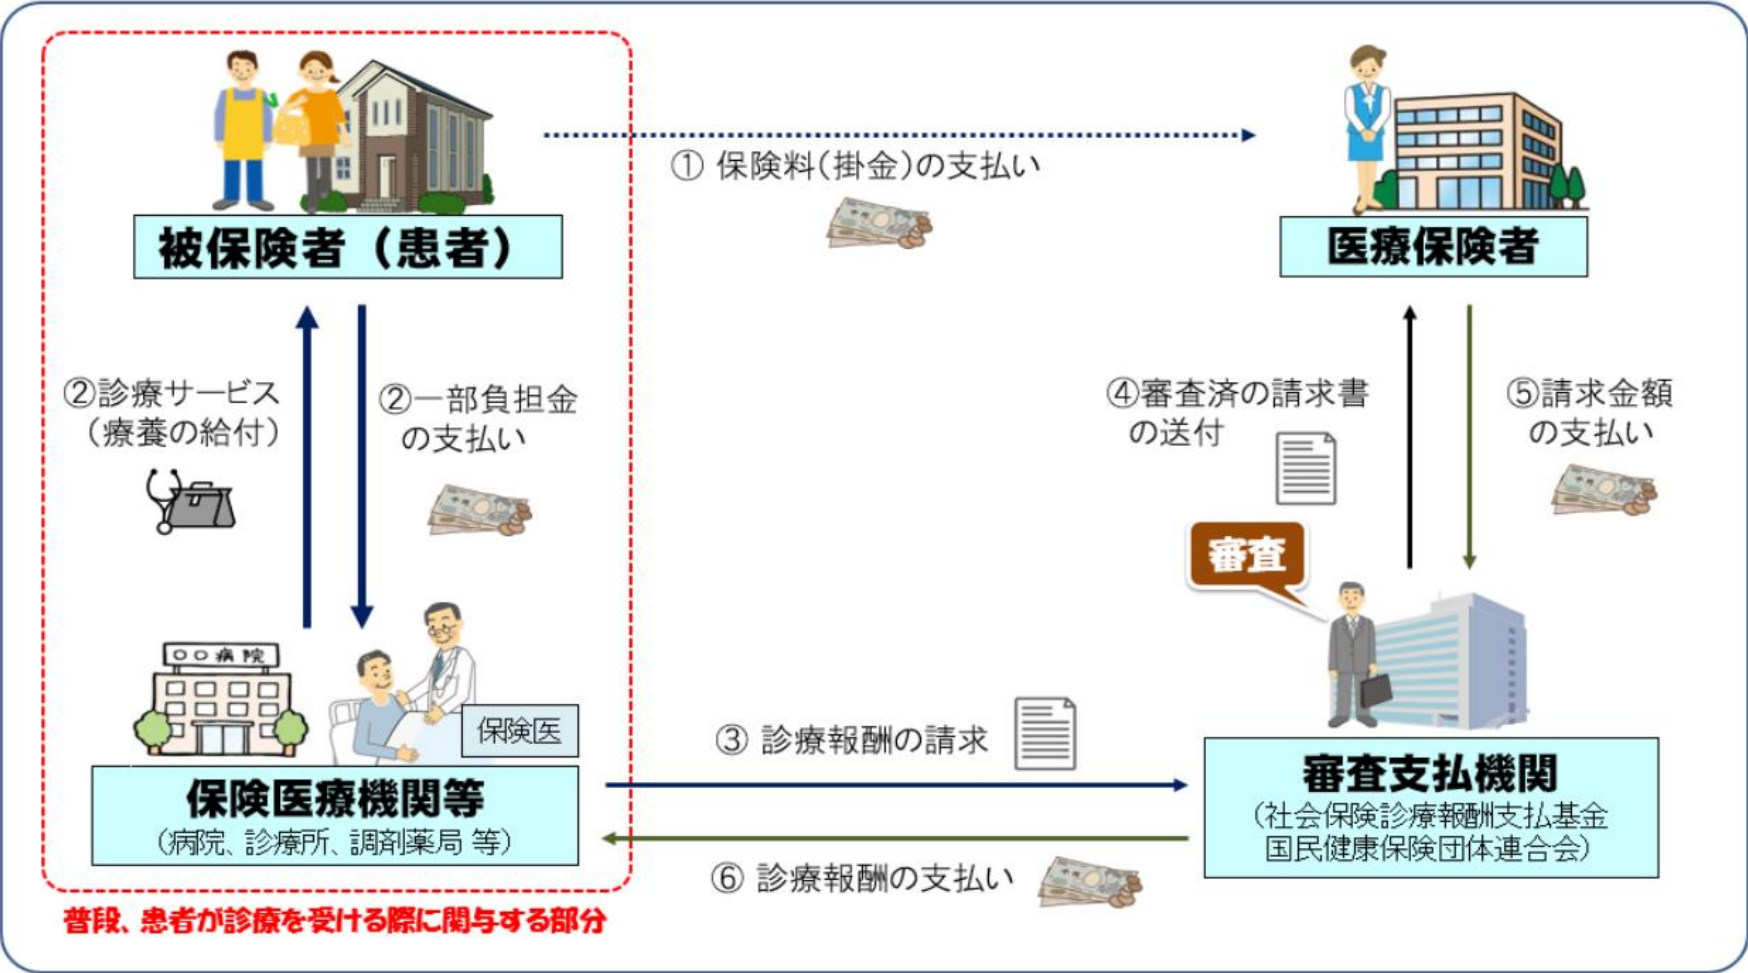 ① 保険料(掛金)の支払い
被保険者（患者）
医療保険者
②診療サービス
（療養の給付）
②一部負担金
の支払い
④審査済の請求書
の送付
⑤請求金額
の支払い
審査
○○病院
保険医
③ 診療報酬の請求
保険医療機関等
（病院、診療所、調剤薬局 等）
審査支払機関
（社会保険診療報酬支払基金
国民健康保険団体連合会）
⑥ 診療報酬の支払い
普段、患者が診療を受ける際に関与する部分